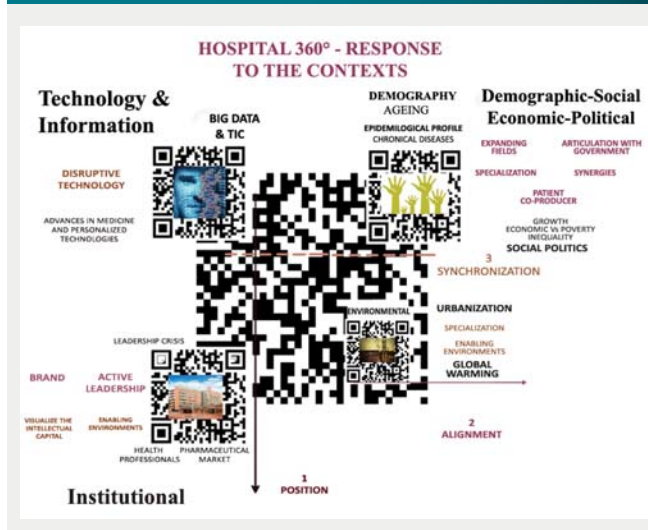 HOSPITAL 360° - RESPONSE
TO THE CONTEXTS
Technology &
Information
BIG DATA
& TIC
DISRUPTIVE
TECHNOLOGY
ADVANCES IN MEDICINE
AND PERSONALIZED
TECHNOLOGIES
DEMOGRAPHY
AGEING
EPIDEMILOGICAL PROFILE
CHRONICAL DISEASES
Demographic-Social
Economic-Political
EXPANDING
FIELDS
ARTICULATION WITH
GOVERNMENT
SPECIALIZATION
SYNERGIES
PATIENT
CO-PRODUCER
GROWTH
ECONOMIC Vs POVERTY
INEQUALITY
SOCIAL POLITICS
3
SYNCHRONIZATION
ENVIRONMENTAL
URBANIZATION
SPECIALIZATION
ENABLING
ENVIRONMENTS
GLOBAL
WARMING
2
ALIGNMENT
LEADERSHIP CRISIS
BRAND
ACTIVE
LEADERSHIP
VISUALIZE THE
INTELLECTUAL
CAPITAL
ENABLING
ENVIRONMENTS
HEALTH
PROFESSIONALS
PHARMACEUTICAL
MARKET
1
POSITION
Institutional